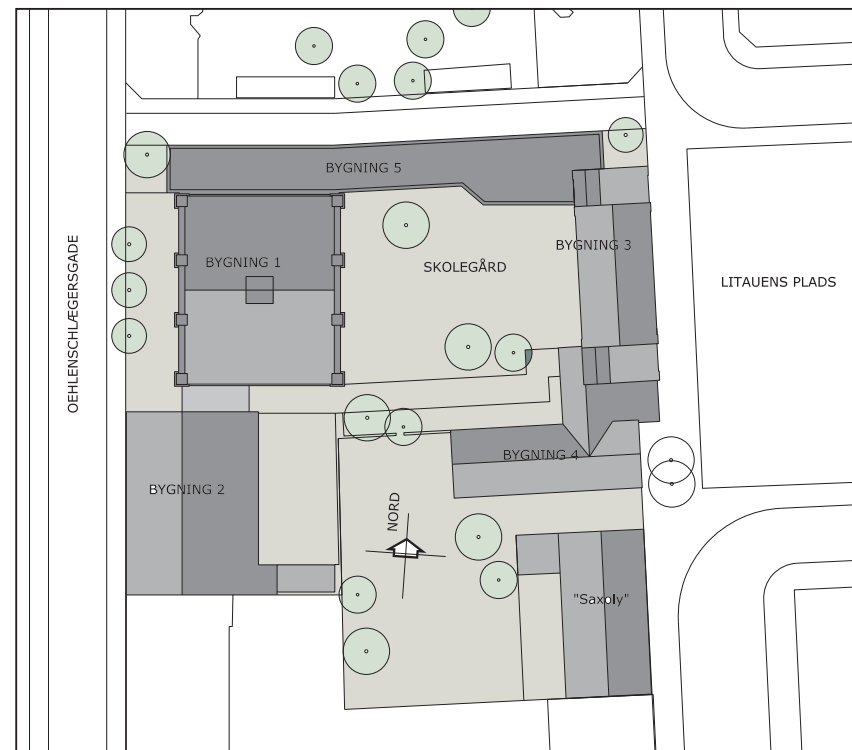 BYGNING 5
OEHLENSCHLÆGERSGADE
BYGNING 1
SKOLEGÅRD
BYGNING 3
LITAUENS PLADS
BYGNING 2
BYGNING 4
NORD
"Saxoly"